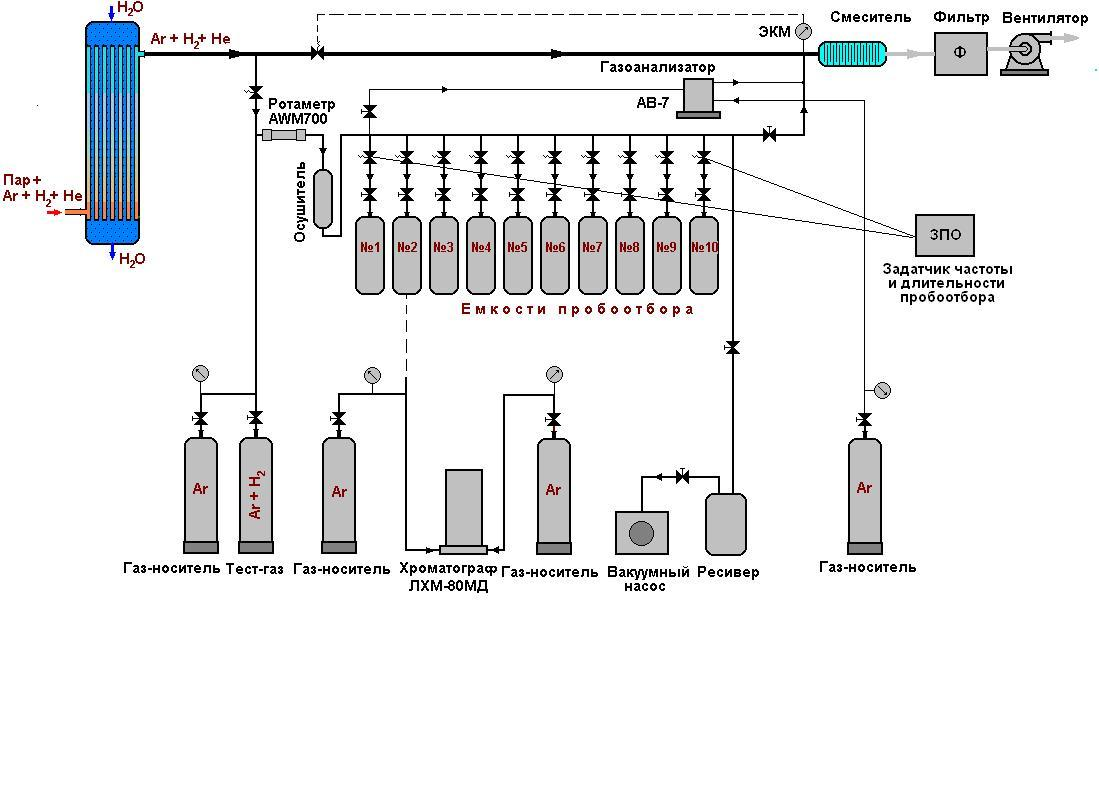 H2O
Ar + H2+ He
ЭКМ
Смеситель
Фильтр
Вентилятор
Ф
Газоанализатор
АВ-7
Ротаметр
AWM700
Осушитель
Пар+
Ar + H2+ He
H2O
№1
№2
№3
№4
№5
№6
№7
№8
№9
№10
Емкости пробоотбора
ЗПО
Задатчик частоты
и длительности
пробоотбора
Ar
Ar + H2
Ar
Ar
Ar
Газ-носитель
Тест-газ
Газ-носитель
Хроматограф
ЛХМ-80МД
Газ-носитель
Вакуумный
насос
Ресивер
Газ-носитель